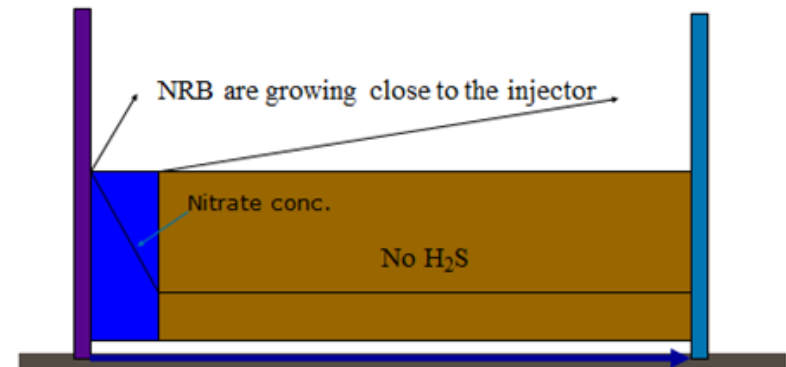 NRB are growing close to the injector
Nitrate conc.
No H₂S